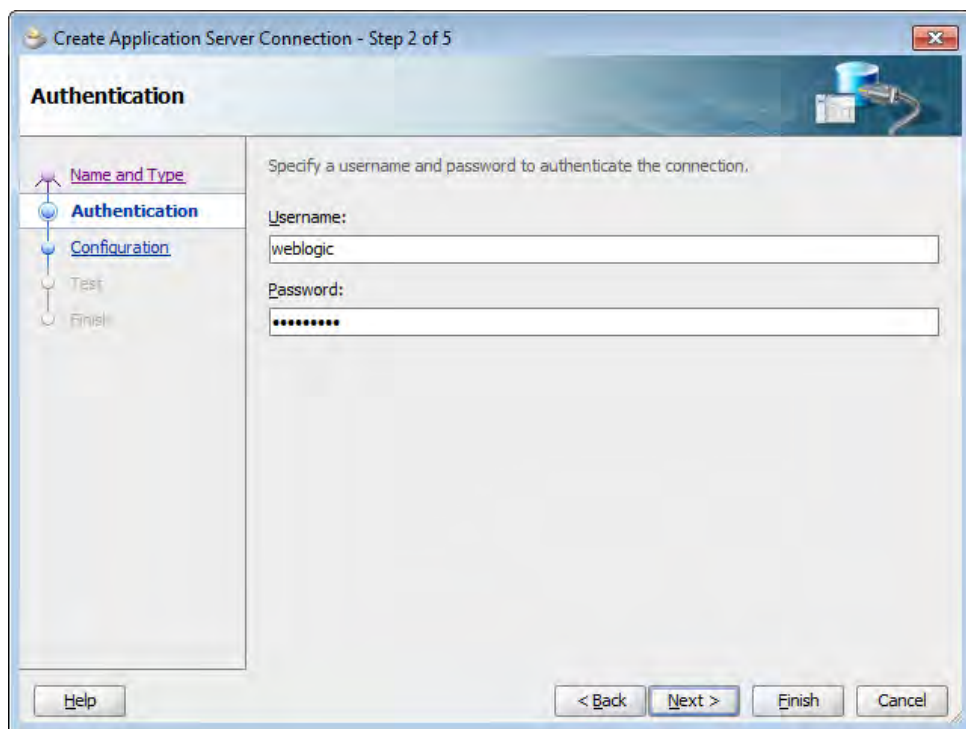 Create Application Server Connection - Step 2 of 5
Authentication
Name and Type
Authentication
Configuration
Test
Finish
Specify a username and password to authenticate the connection.
Username:
weblogic
Password:
•••••••••
Help
< Back
Next >
Finish
Cancel